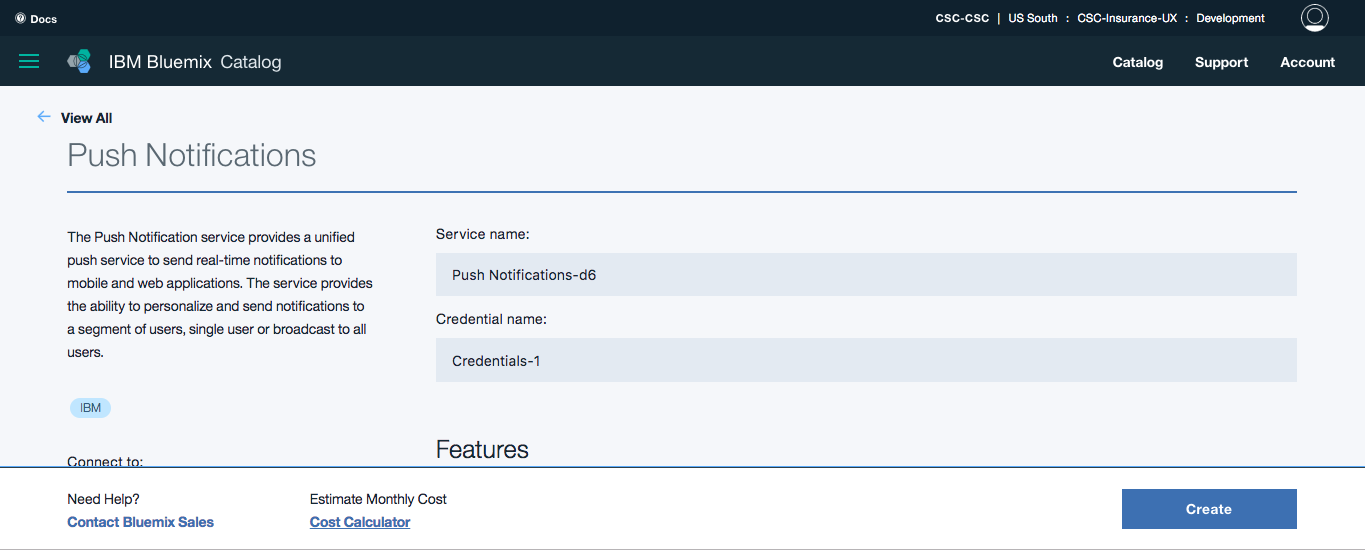 Docs
CSC-CSC | US South : CSC-Insurance-UX : Development
IBM Bluemix Catalog
Catalog Support Account
View All
Push Notifications
The Push Notification service provides a unified
push service to send real-time notifications to
mobile and web applications. The service provides
the ability to personalize and send notifications to
a segment of users, single user or broadcast to all
users.
IBM
Connect to:
Service name:
Push Notifications-d6
Credential name:
Credentials-1
Features
Need Help?
Contact Bluemix Sales
Estimate Monthly Cost
Cost Calculator
Create